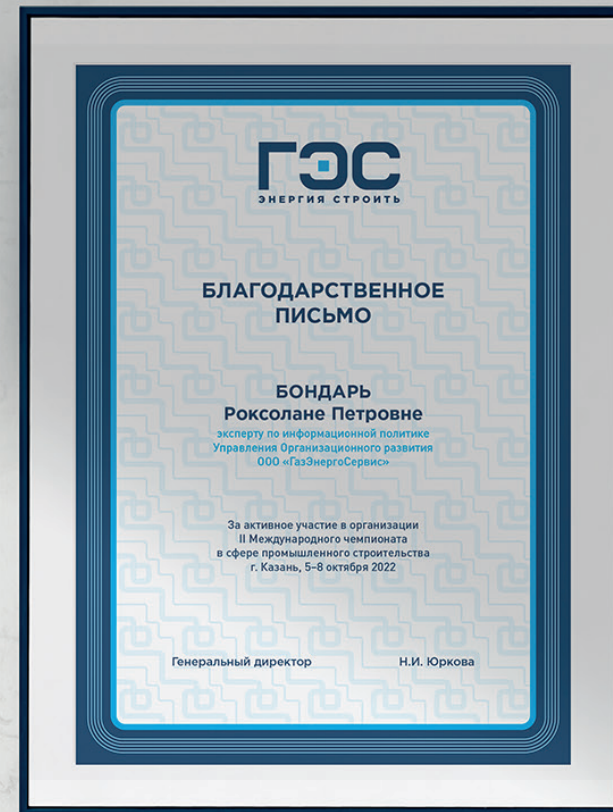 ГЭС
ЭНЕРГИЯ СТРОИТЬ
БЛАГОДАРСТВЕННОЕ
ПИСЬМО
БОНДАРЬ
Роксолане Петровне
эксперту по информационной политике
Управления Организационного развития
ООО «ГазЭнергоСервис»
За активное участие в организации
II Международного чемпионата
в сфере промышленного строительства
г. Казань, 5–8 октября 2022
Генеральный директор Н.И. Юркова